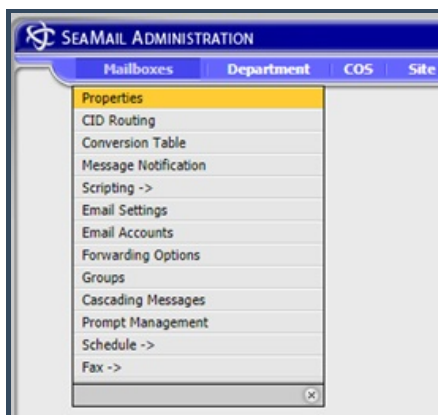 SEAMAIL ADMINISTRATION
Mailboxes Department COS Site
Properties
CID Routing
Conversion Table
Message Notification
Scripting ->
Email Settings
Email Accounts
Forwarding Options
Groups
Cascading Messages
Prompt Management
Schedule ->
Fax ->